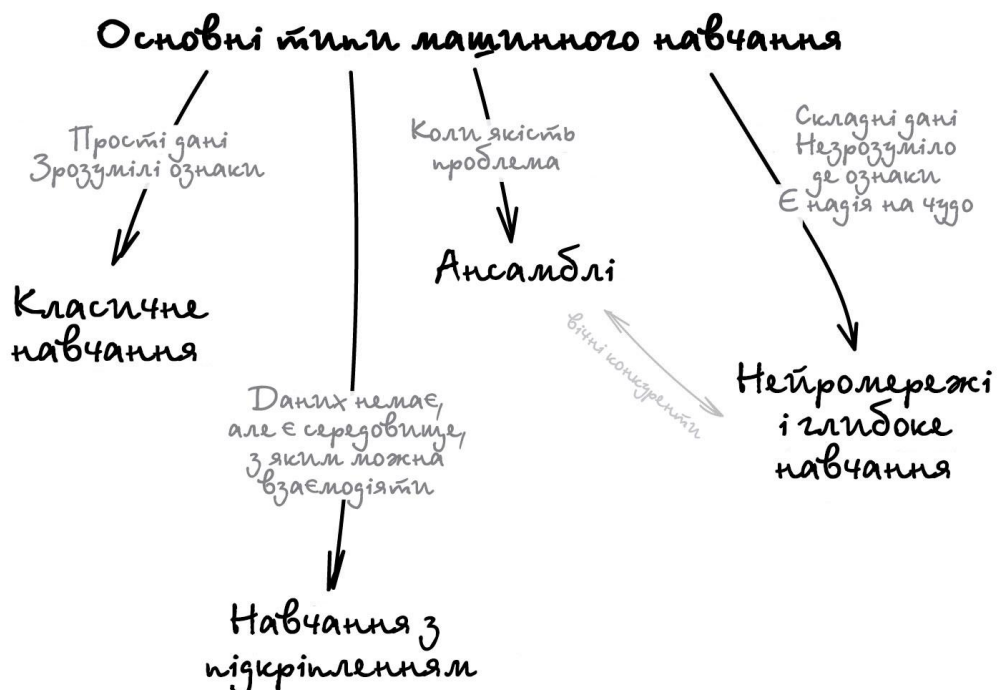 Основні типи машинного навчання
Прості дані
Зрозумілі ознаки
Класичне
навчання
Даних немає,
але є середовище,
з яким можна
взаємодіяти
Навчання з
підкріпленням
Коли якість
проблема
Ансамблі
вічні конкуренти
Складні дані
Незрозуміло
де ознаки
Є надія на чудо
Нейромережі
і глибоке
навчання